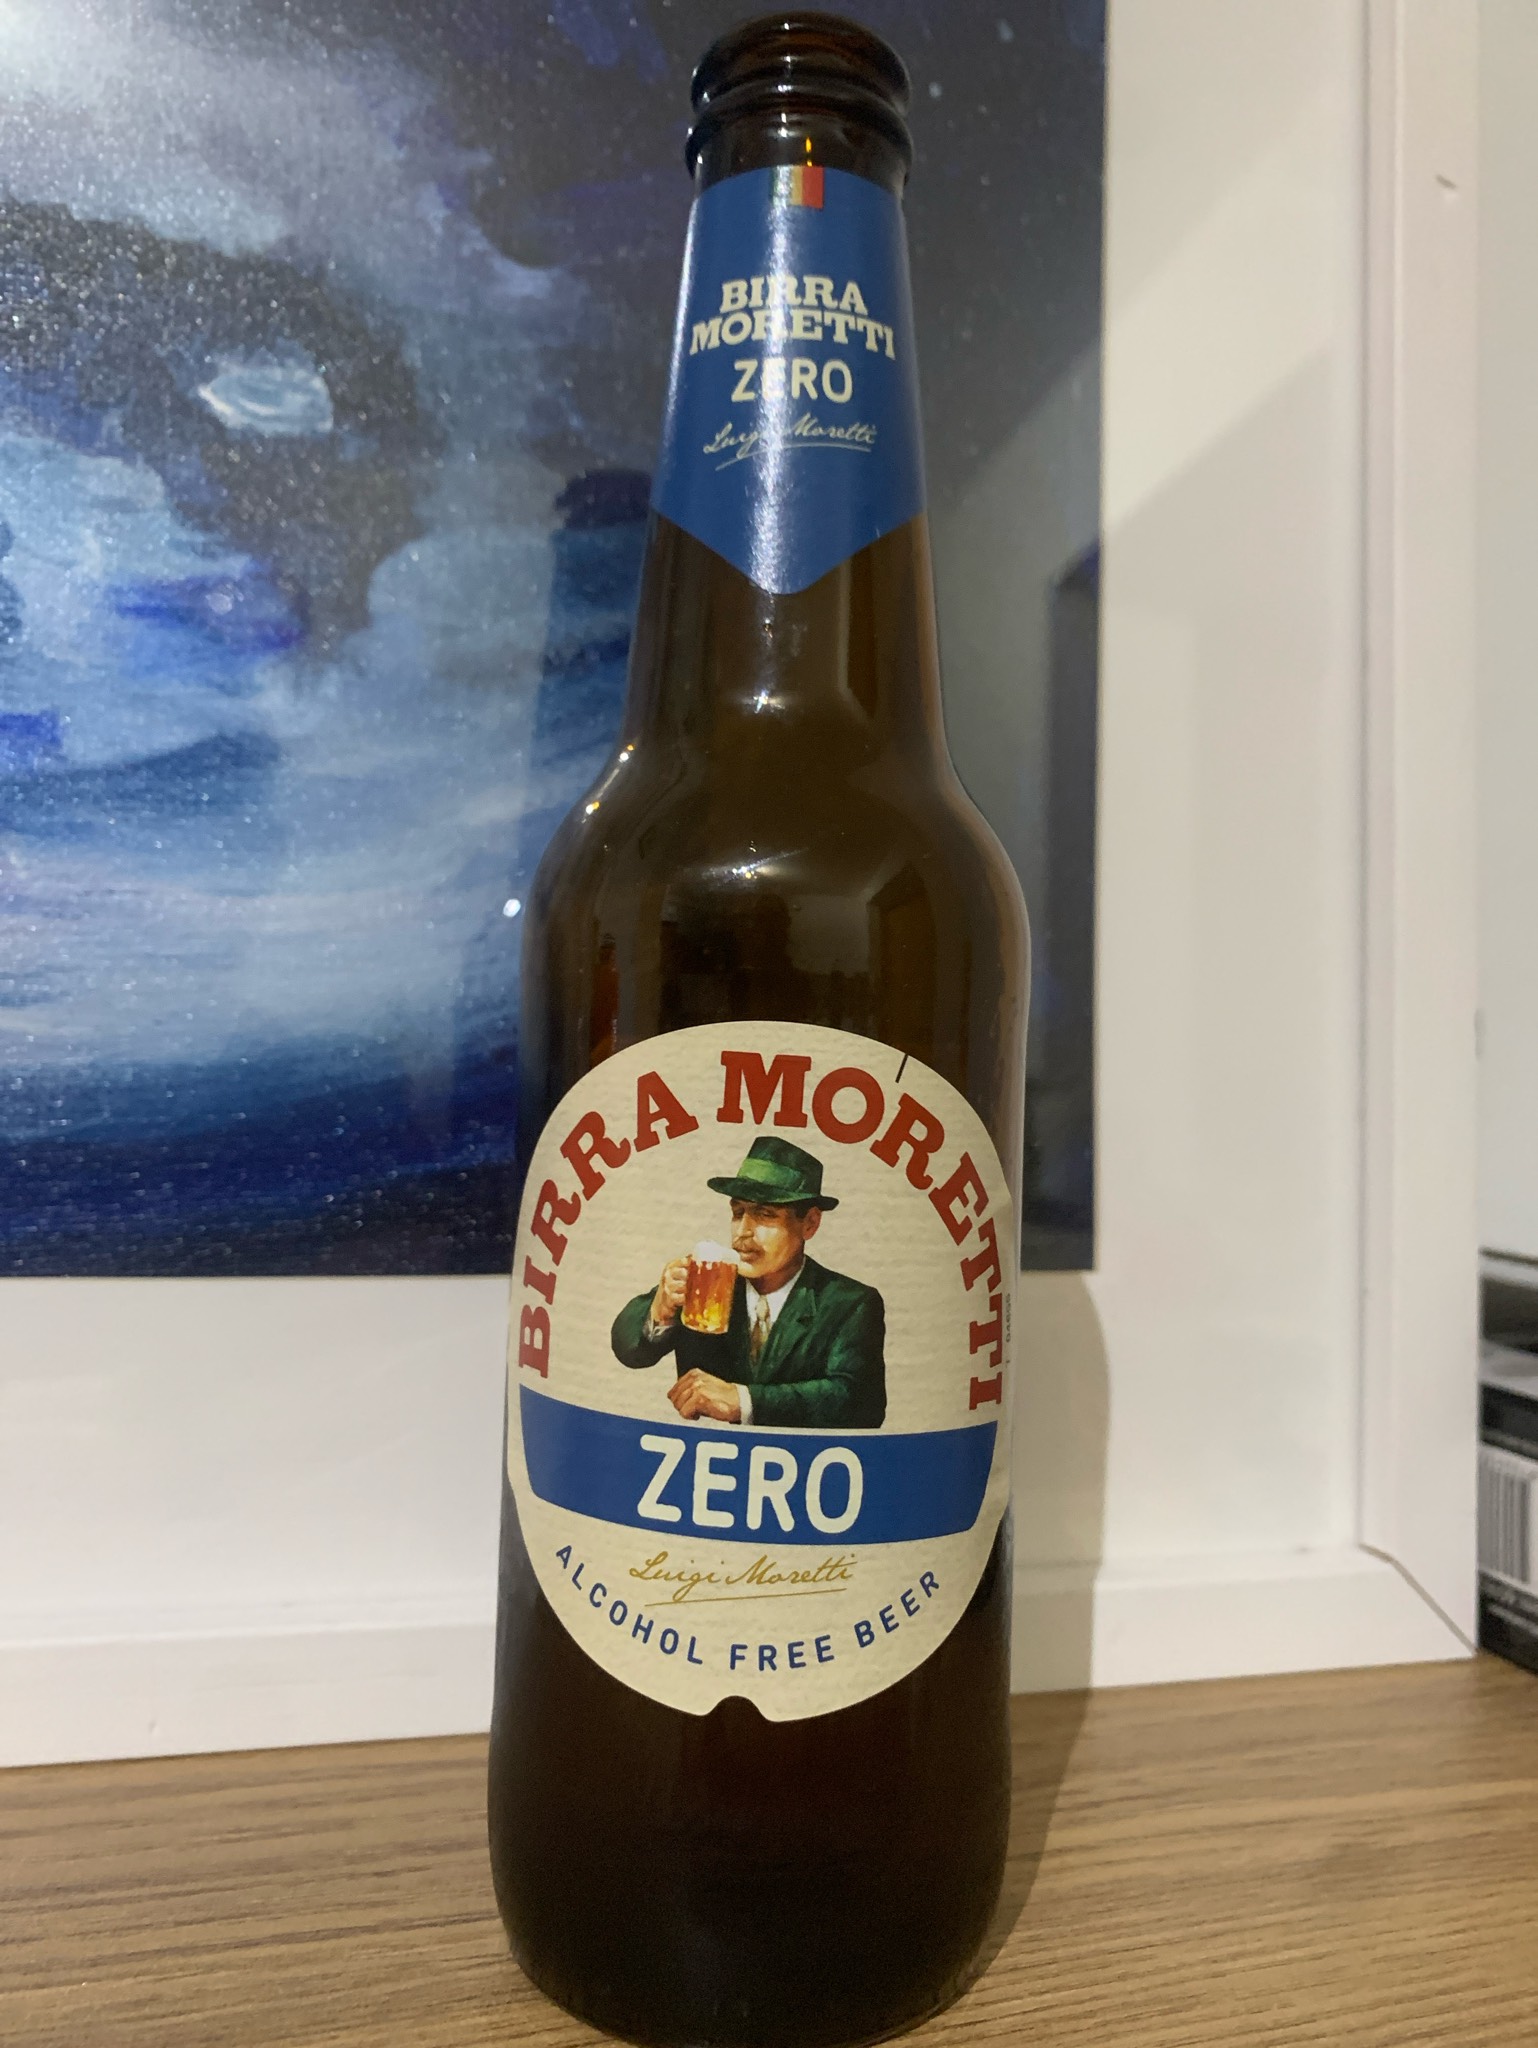 BIRRA
MORETTI
ZERO
Luigi Moretti
BIRRA MORETTI
ZERO
Luigi Moretti
ALCOHOL FREE BEER